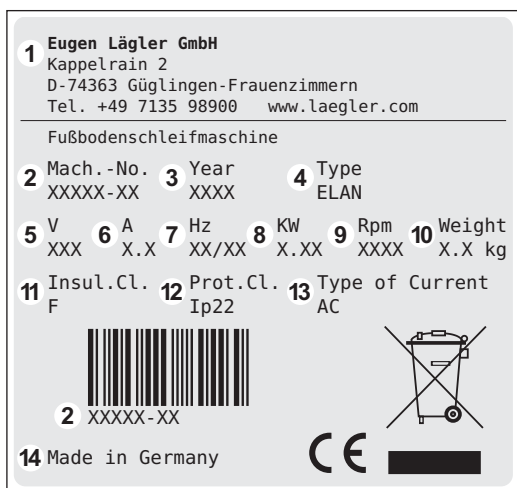 1 Eugen Lägler GmbH
Kappelrain 2
D-74363 Güglingen-Frauenzimmern
Tel. +49 7135 98900 www.laegler.com
Fußbodenschleifmaschine
2 Mach.-No. 3 Year 4 Type
XXXXX-XX XXXX ELAN
5 V 6 A 7 Hz 8 KW 9 Rpm 10 Weight
XXX X.X XX/XX X.XX XXXX X.X kg
11 Insul.Cl. 12 Prot.Cl. 13 Type of Current
F Ip22 AC
2 XXXXX-XX
14 Made in Germany CE